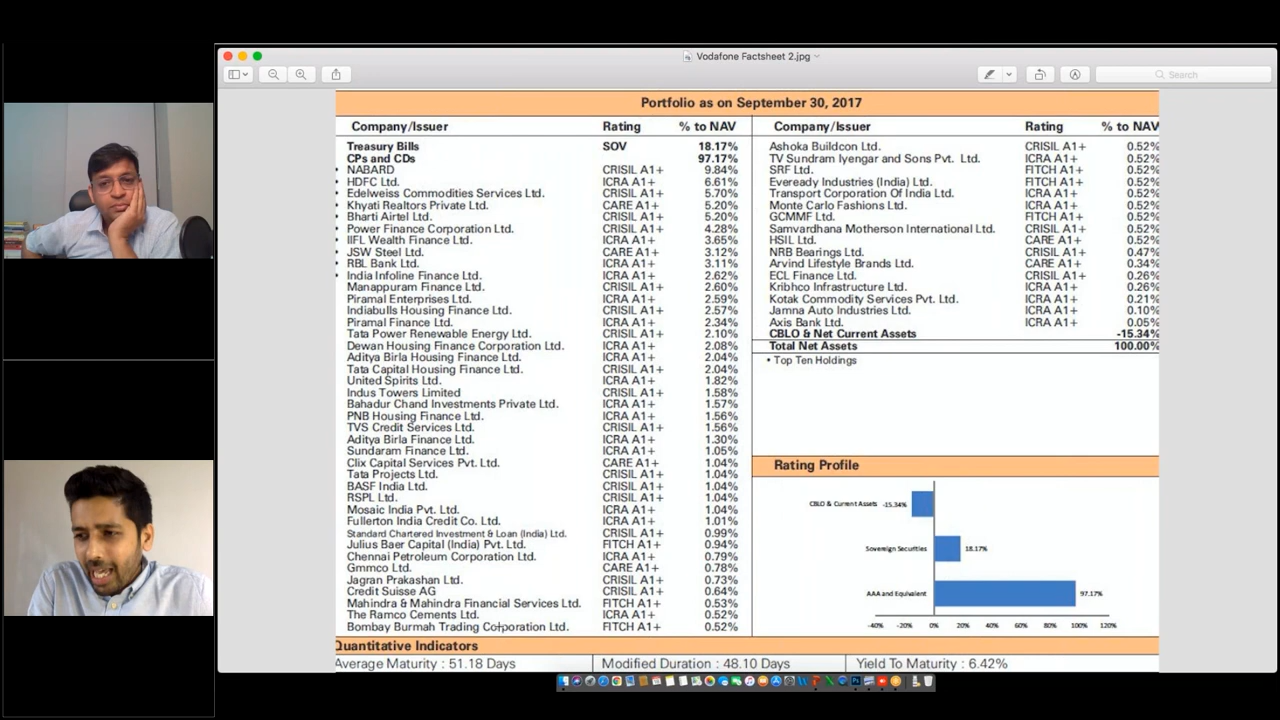 Vodafone Factsheet 2.jpg
Search
Portfolio as on September 30, 2017
Company/Issuer Rating % to NAV
Treasury Bills SOV 18.17%
CPs and CDs 97.17%
• NABARD CRISIL A1+ 9.84%
• HDFC Ltd. ICRA A1+ 6.61%
• Edelweiss Commodities Services Ltd. CRISIL A1+ 5.70%
• Khyati Realtors Private Ltd. CARE A1+ 5.20%
• Bharti Airtel Ltd. CRISIL A1+ 5.20%
• Power Finance Corporation Ltd. CRISIL A1+ 4.28%
• IIFL Wealth Finance Ltd. ICRA A1+ 3.65%
• JSW Steel Ltd. CARE A1+ 3.12%
• RBL Bank Ltd. ICRA A1+ 3.11%
• India Infoline Finance Ltd. ICRA A1+ 2.62%
Manappuram Finance Ltd. CRISIL A1+ 2.60%
Piramal Enterprises Ltd. ICRA A1+ 2.59%
Indiabulls Housing Finance Ltd. CRISIL A1+ 2.57%
Piramal Finance Ltd. ICRA A1+ 2.34%
Tata Power Renewable Energy Ltd. CRISIL A1+ 2.10%
Dewan Housing Finance Corporation Ltd. ICRA A1+ 2.08%
Aditya Birla Housing Finance Ltd. ICRA A1+ 2.04%
Tata Capital Housing Finance Ltd. CRISIL A1+ 2.04%
United Spirits Ltd. ICRA A1+ 1.82%
Indus Towers Limited CRISIL A1+ 1.58%
Bahadur Chand Investments Private Ltd. ICRA A1+ 1.57%
PNB Housing Finance Ltd. CRISIL A1+ 1.56%
TVS Credit Services Ltd. CRISIL A1+ 1.56%
Aditya Birla Finance Ltd. ICRA A1+ 1.30%
Sundaram Finance Ltd. ICRA A1+ 1.05%
Clix Capital Services Pvt. Ltd. CARE A1+ 1.04%
Tata Projects Ltd. CRISIL A1+ 1.04%
BASF India Ltd. CRISIL A1+ 1.04%
RSPL Ltd. CRISIL A1+ 1.04%
Mosaic India Pvt. Ltd. CRISIL A1+ 1.04%
Fullerton India Credit Co. Ltd. ICRA A1+ 1.01%
Standard Chartered Investment & Loan (India) Ltd. CRISIL A1+ 0.99%
Julius Baer Capital (India) Pvt. Ltd. FITCH A1+ 0.94%
Chennai Petroleum Corporation Ltd. ICRA A1+ 0.79%
Gmmco Ltd. CARE A1+ 0.78%
Jagran Prakashan Ltd. CRISIL A1+ 0.73%
Credit Suisse AG CRISIL A1+ 0.64%
Mahindra & Mahindra Financial Services Ltd. FITCH A1+ 0.53%
The Ramco Cements Ltd. ICRA A1+ 0.52%
Bombay Burmah Trading Corporation Ltd. FITCH A1+ 0.52%
Company/Issuer Rating % to NAV
Ashoka Buildcon Ltd. CRISIL A1+ 0.52%
TV Sundram Iyengar and Sons Pvt. Ltd. ICRA A1+ 0.52%
SRF Ltd. FITCH A1+ 0.52%
Eveready Industries (India) Ltd. FITCH A1+ 0.52%
Transport Corporation Of India Ltd. CRISIL A1+ 0.52%
Monte Carlo Fashions Ltd. CRISIL A1+ 0.52%
GCMMF Ltd. FITCH A1+ 0.52%
Samvardhana Motherson International Ltd. CRISIL A1+ 0.52%
HSIL Ltd. CARE A1+ 0.52%
NRB Bearings Ltd. CRISIL A1+ 0.47%
Arvind Lifestyle Brands Ltd. CARE A1+ 0.34%
ECL Finance Ltd. CRISIL A1+ 0.26%
Kribhco Infrastructure Ltd. ICRA A1+ 0.26%
Kotak Commodity Services Pvt. Ltd. ICRA A1+ 0.21%
Jamna Auto Industries Ltd. CRISIL A1+ 0.10%
Axis Bank Ltd. ICRA A1+ 0.05%
CBLO & Net Current Assets -15.34%
Total Net Assets 100.00%
• Top Ten Holdings
Rating Profile
CBLO & Current Assets -15.34%
Sovereign Securities 18.17%
AAA and Equivalent 97.17%
-40% -20% 0% 20% 40% 60% 80% 100% 120%
Quantitative Indicators
Average Maturity : 51.18 Days Modified Duration : 48.10 Days Yield To Maturity : 6.42%